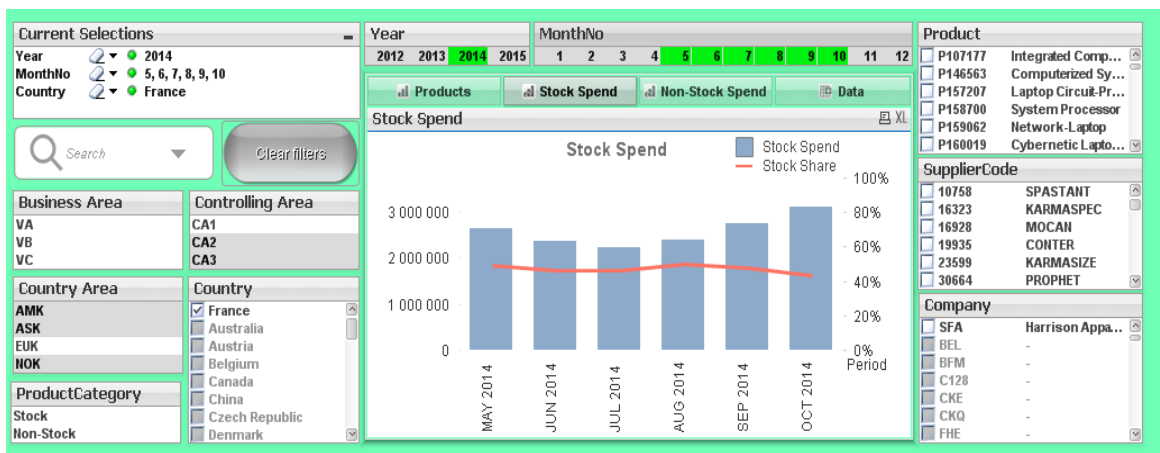 Current Selections
Year 2014
MonthNo 5, 6, 7, 8, 9, 10
Country France
Search
Clear filters
Business Area
VA
VB
VC
Controlling Area
CA1
CA2
CA3
Country Area
AMK
ASK
EUK
NOK
Country
France
Australia
Austria
Belgium
Canada
China
Czech Republic
Denmark
ProductCategory
Stock
Non-Stock
Year
2012 2013 2014 2015
MonthNo
1 2 3 4 5 6 7 8 9 10 11 12
Products
Stock Spend
Non-Stock Spend
Data
Stock Spend
XL
Stock Spend
Stock Spend
Stock Share
3 000 000
2 000 000
1 000 000
0
100%
80%
60%
40%
20%
0%
Period
MAY 2014
JUN 2014
JUL 2014
AUG 2014
SEP 2014
OCT 2014
Product
P107177 Integrated Comp...
P146563 Computerized Sy...
P157207 Laptop Circuit-Pr...
P158700 System Processor
P159062 Network-Laptop
P160019 Cybernetic Lapto...
SupplierCode
10758 SPASTANT
16323 KARMASPEC
16928 MOCAN
19935 CONTER
23599 KARMASIZE
30664 PROPHET
Company
SFA Harrison Appa...
BEL -
BFM -
C128 -
CKE -
CKQ -
FHE -